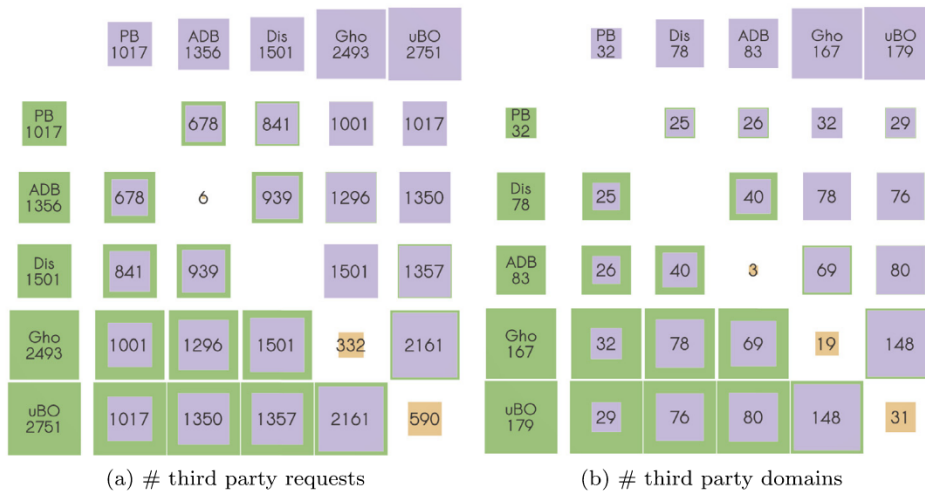 PB ADB Dis Gho uBO
1017 1356 1501 2493 2751
PB
1017
678 841 1001 1017
ADB
1356
678 6 939 1296 1350
Dis
1501
841 939 1501 1357
Gho
2493
1001 1296 1501 332 2161
uBO
2751
1017 1350 1357 2161 590
(a) # third party requests
PB Dis ADB Gho uBO
32 78 83 167 179
PB
32
25 26 32 29
Dis
78
25 40 78 76
ADB
83
26 40 3 69 80
Gho
167
32 78 69 19 148
uBO
179
29 76 80 148 31
(b) # third party domains